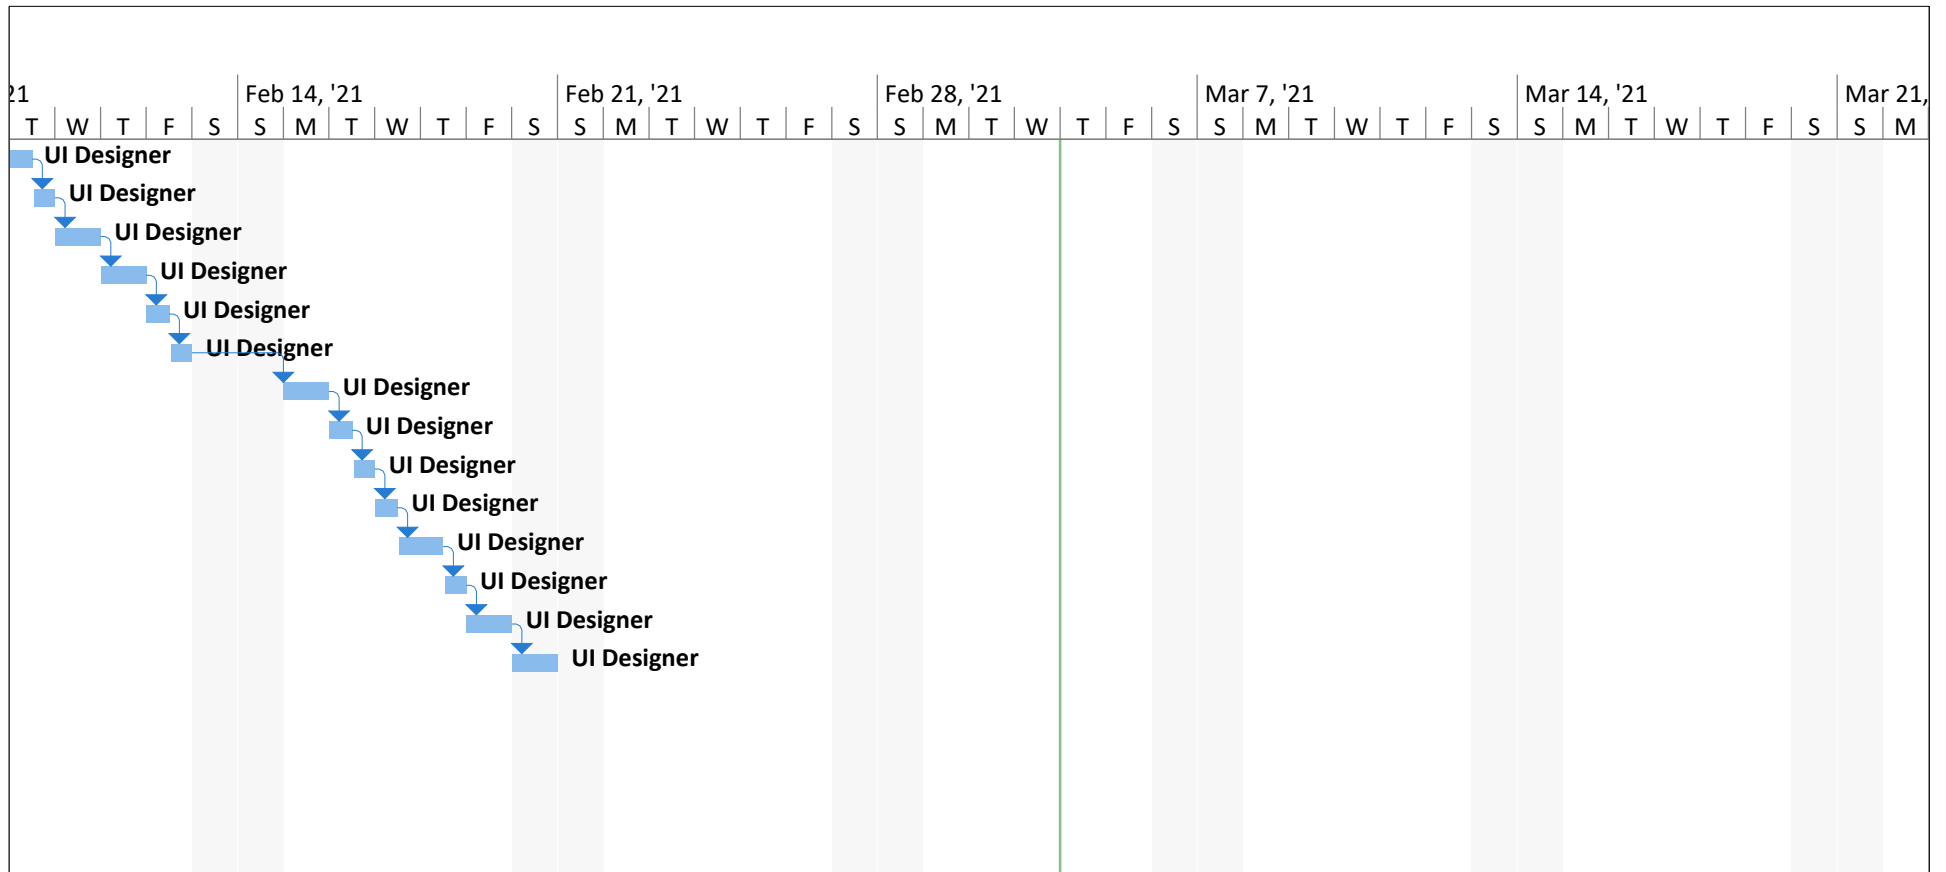 21 Feb 14, '21 Feb 21, '21 Feb 28, '21 Mar 7, '21 Mar 14, '21 Mar 21,
T W T F S S M T W T F S S M T W T F S S M T W T F S S M T W T F S S M T W T F S S M
UI Designer
UI Designer
UI Designer
UI Designer
UI Designer
UI Designer
UI Designer
UI Designer
UI Designer
UI Designer
UI Designer
UI Designer
UI Designer
UI Designer